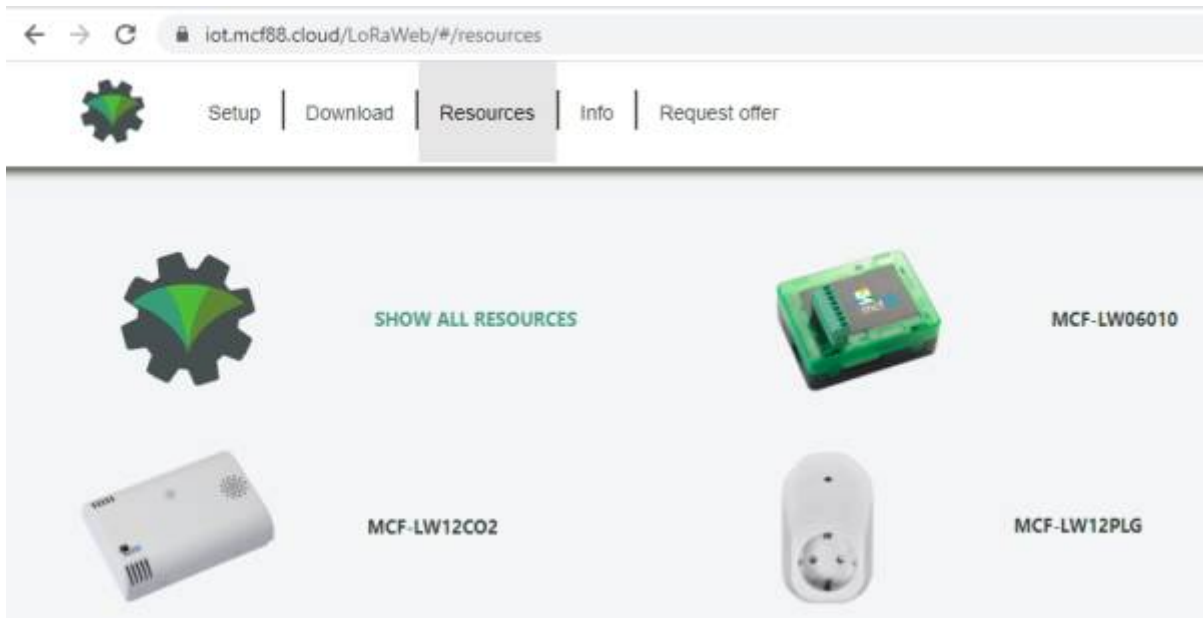 iot.mcf88.cloud/LoRaWeb/#/resources
Setup Download Resources Info Request offer
SHOW ALL RESOURCES MCF-LW06010
MCF-LW12CO2 MCF-LW12PLG